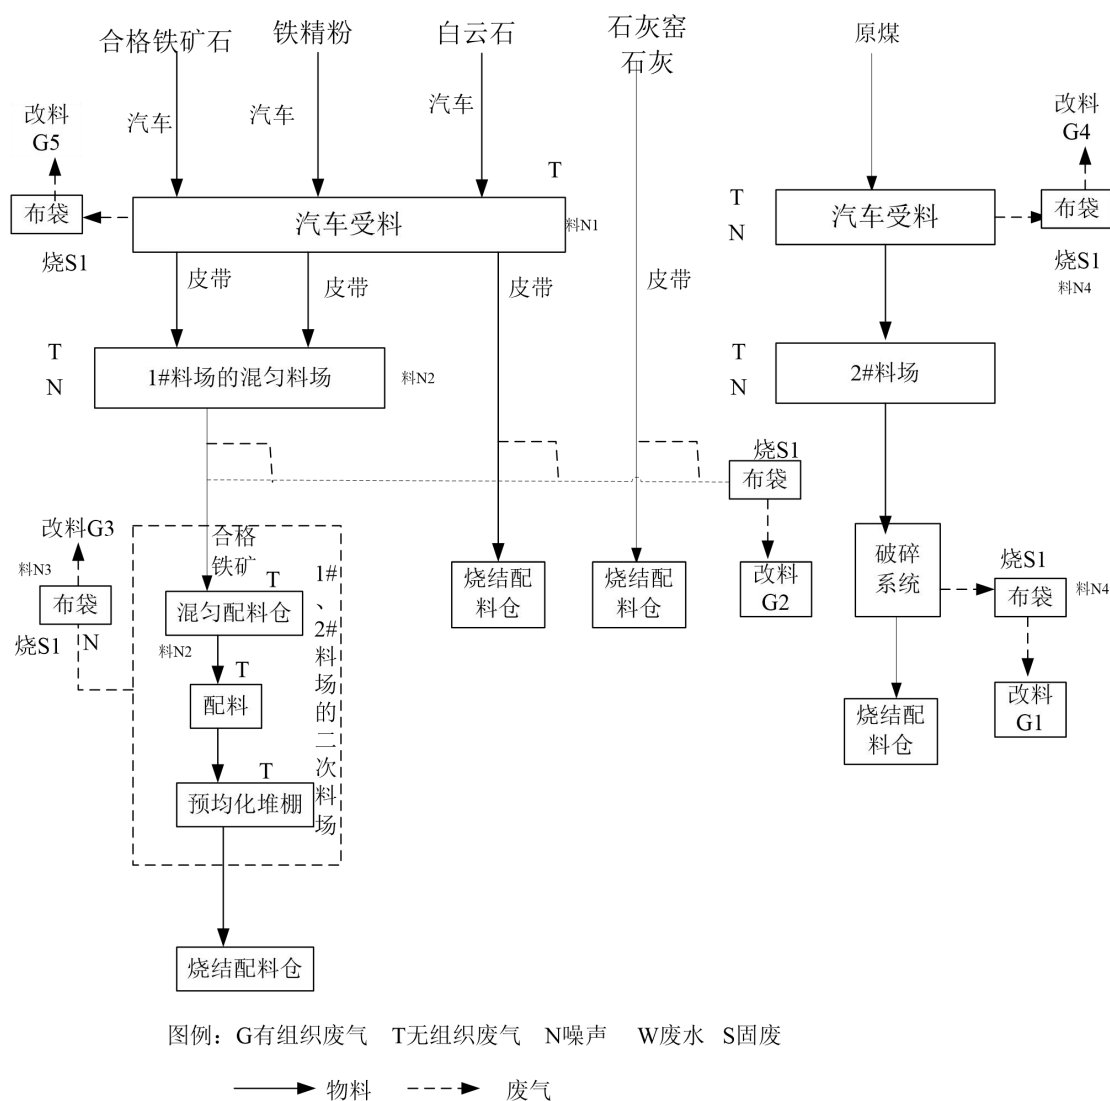 合格铁矿石
铁精粉
白云石
石灰窑
石灰
原煤
汽车
汽车
汽车
改料
G5
布袋
烧S1
T
汽车受料
料N1
T
N
汽车受料
改料
G4
布袋
烧S1
料N4
皮带
皮带
皮带
皮带
T
N
1#料场的混匀料场
料N2
T
N
2#料场
烧S1
布袋
改料
G2
破碎
系统
烧S1
布袋
料N4
改料
G1
烧结配
料仓
烧结配
料仓
烧结配
料仓
改料G3
料N3
布袋
烧S1
N
合格
铁矿
T
混匀配料仓
料N2
T
配料
T
预均化堆棚
1#
、
2#
料
场
的
二
次
料
场
烧结配料仓
图例：G有组织废气 T无组织废气 N噪声 W废水 S固废
物料
废气